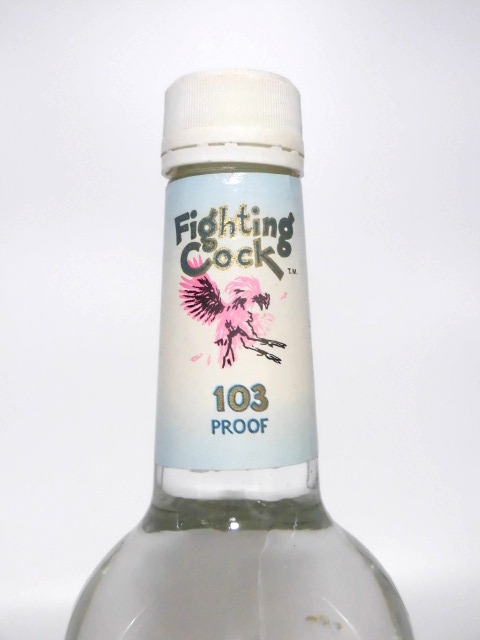 Fighting
Cock T.M.
103
PROOF